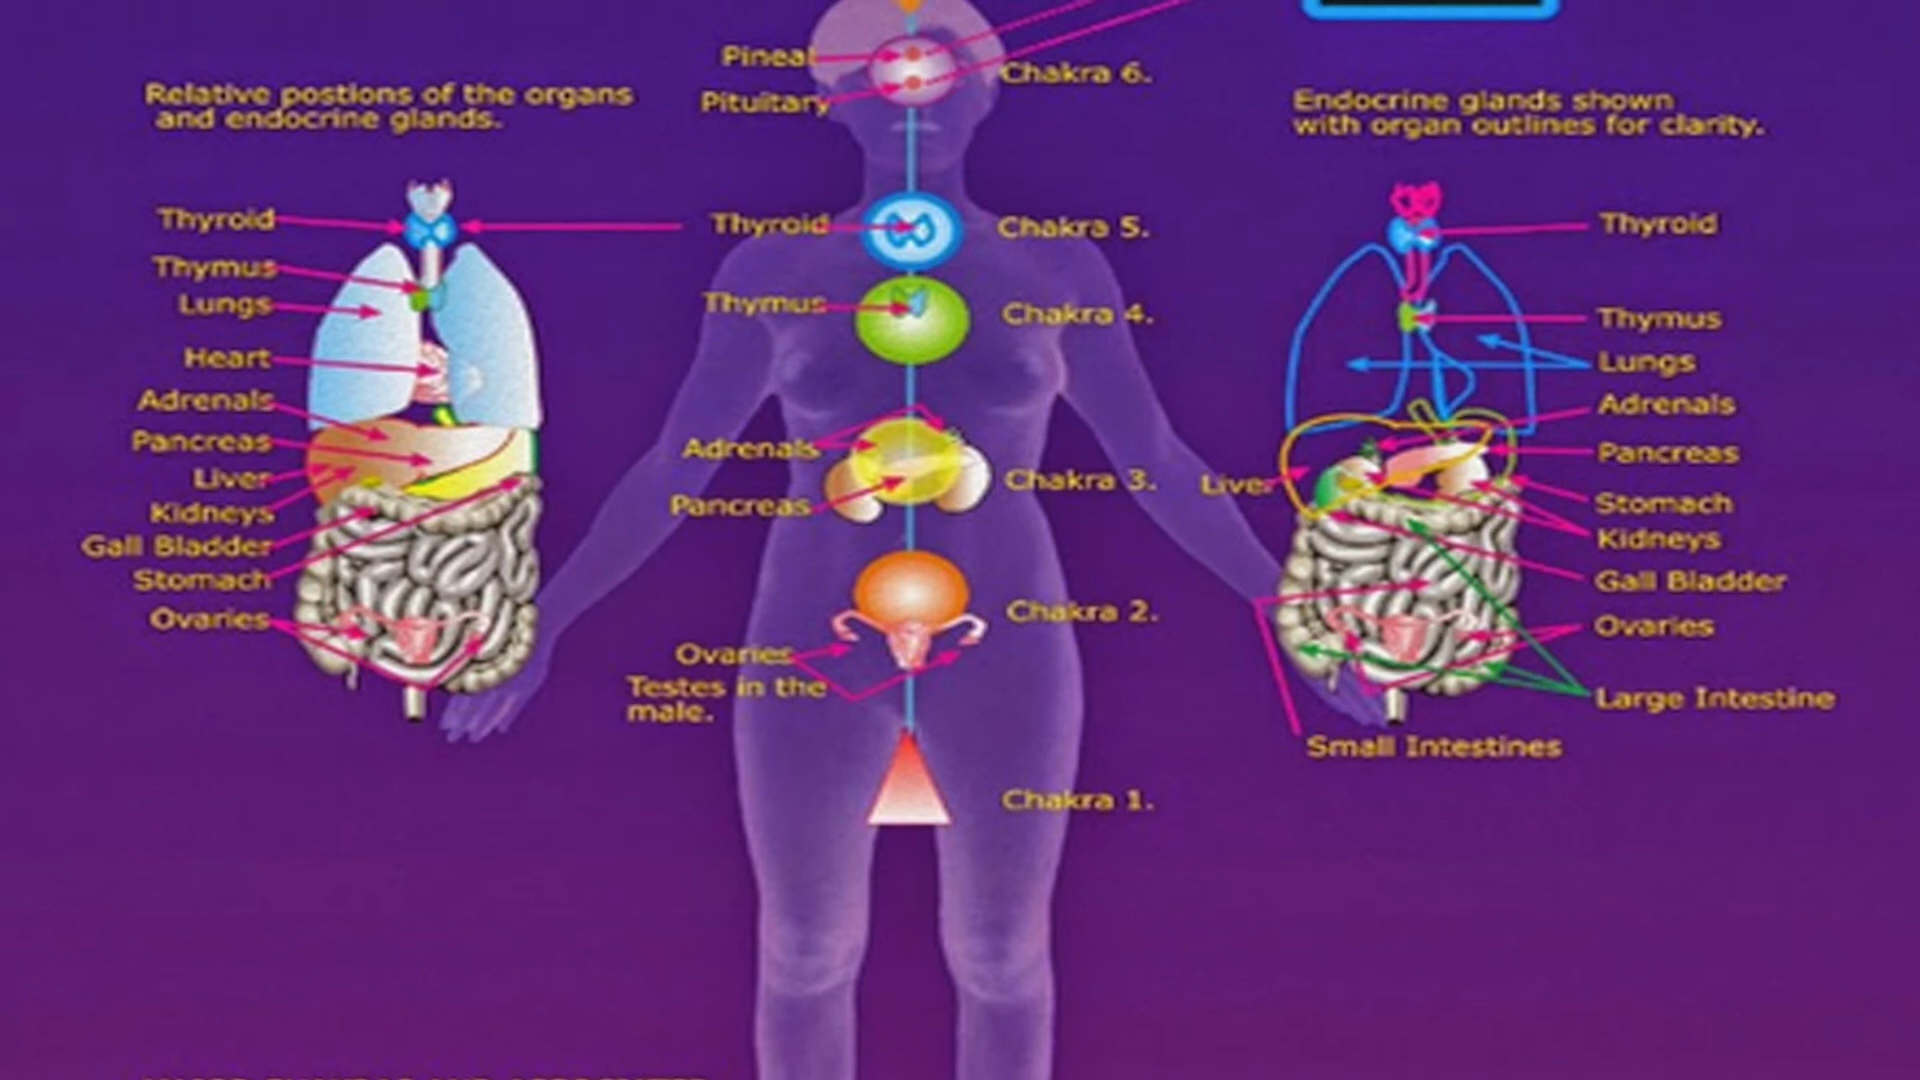 Relative postions of the organs
and endocrine glands.
Thyroid
Thymus
Lungs
Heart
Adrenals
Pancreas
Liver
Kidneys
Gall Bladder
Stomach
Ovaries
Pineal
Pituitary
Thyroid
Thymus
Adrenals
Pancreas
Ovaries
Testes in the
male.
Chakra 6.
Chakra 5.
Chakra 4.
Chakra 3.
Chakra 2.
Chakra 1.
Endocrine glands shown
with organ outlines for clarity.
Thyroid
Thymus
Lungs
Adrenals
Pancreas
Liver
Stomach
Kidneys
Gall Bladder
Ovaries
Large Intestine
Small Intestines